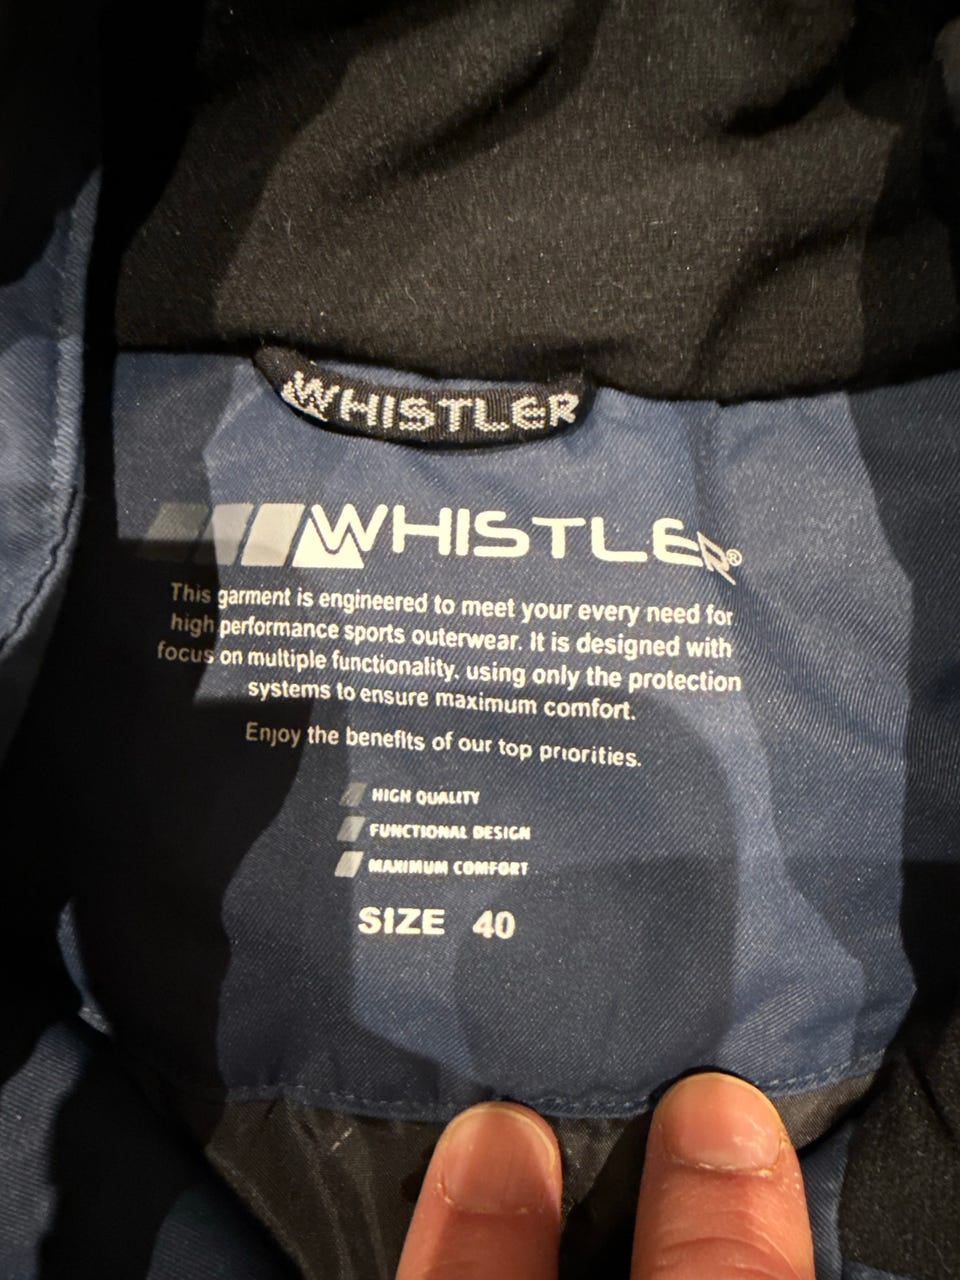 WHISTLER
WHISTLER®
This garment is engineered to meet your every need for
high performance sports outerwear. It is designed with
focus on multiple functionality, using only the protection
systems to ensure maximum comfort.
Enjoy the benefits of our top priorities.
HIGH QUALITY
FUNCTIONAL DESIGN
MAXIMUM COMFORT
SIZE 40